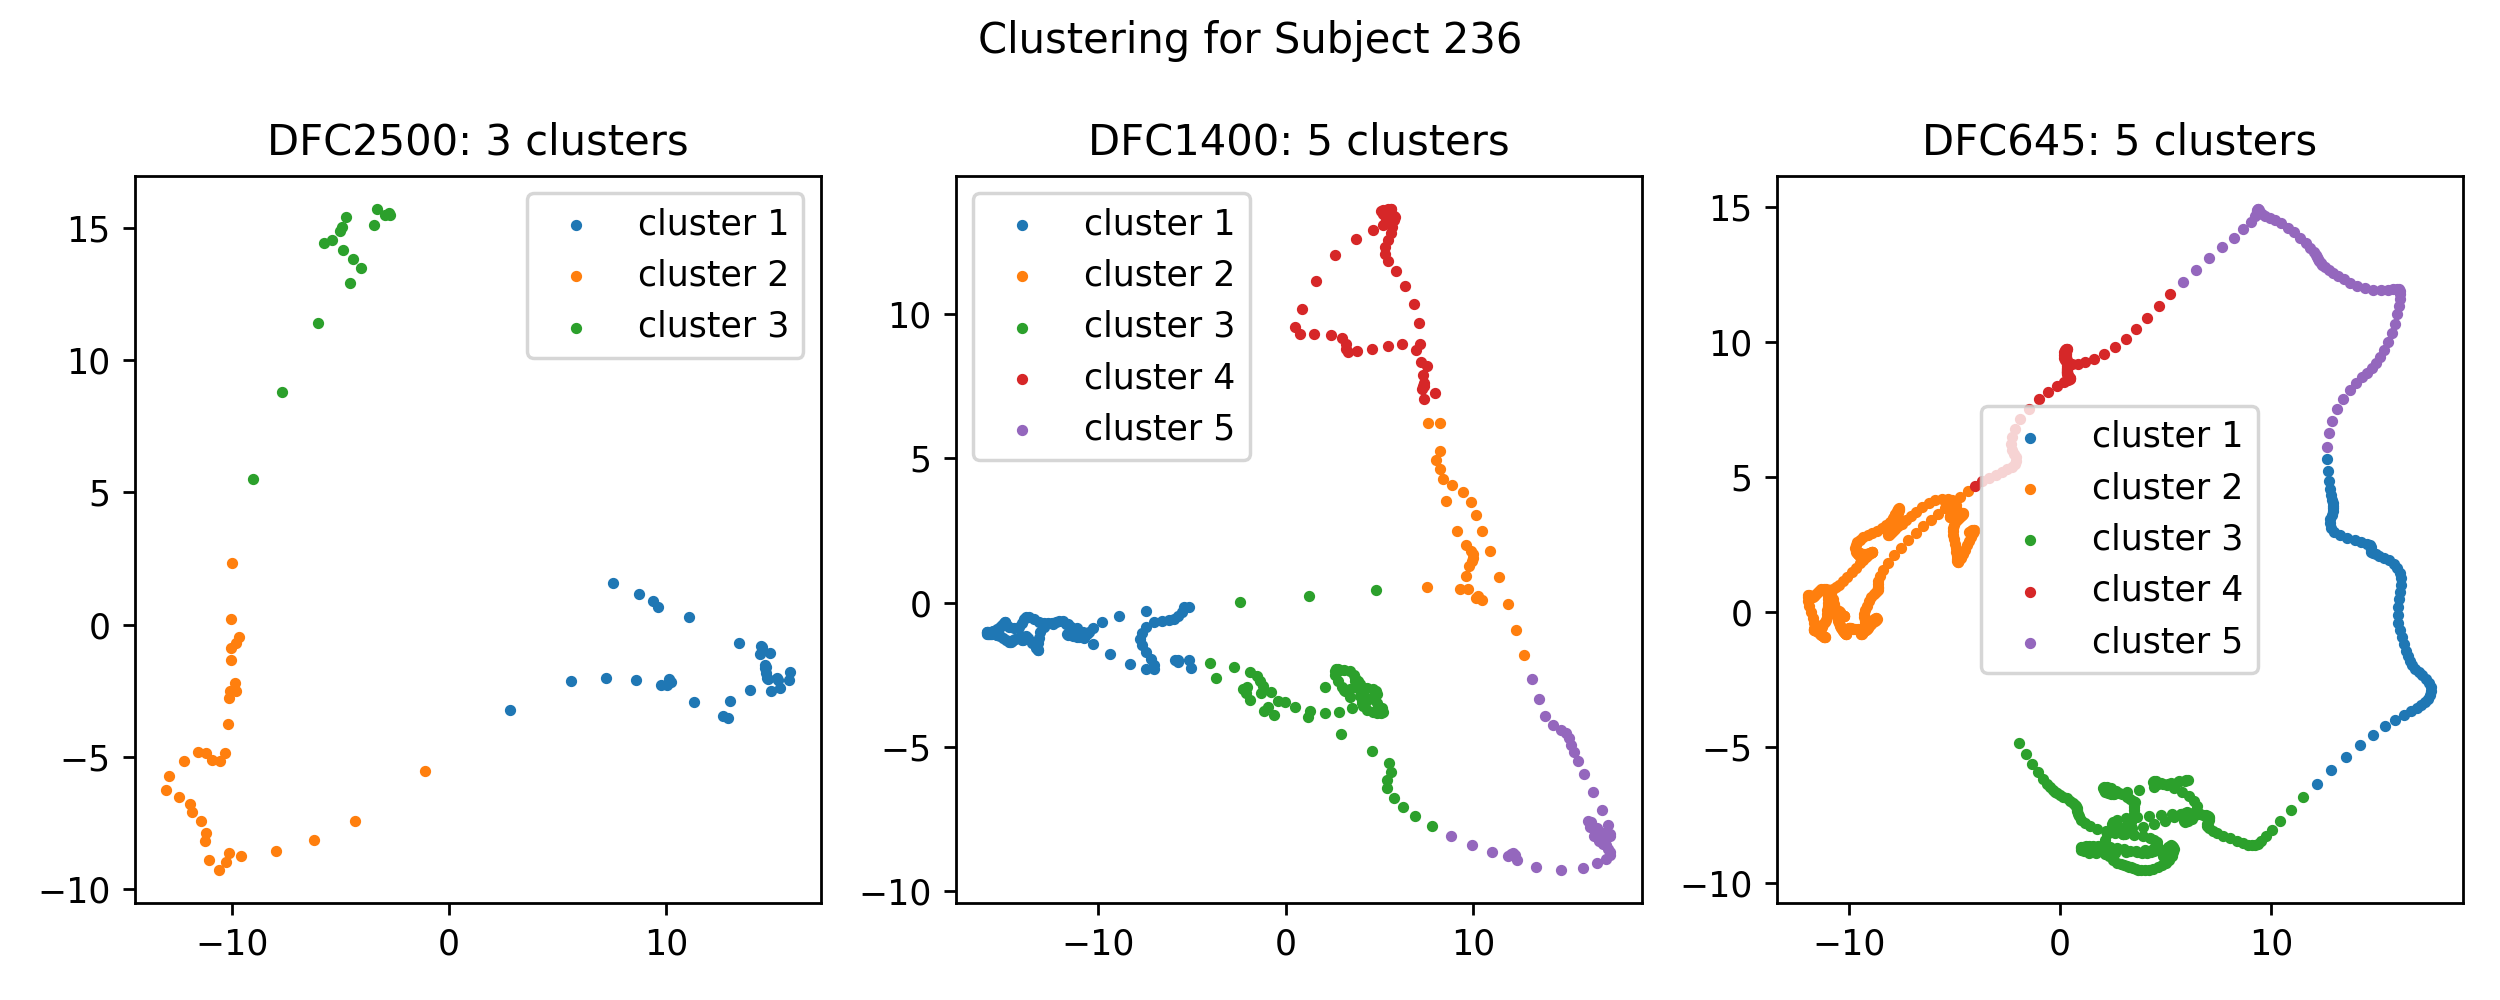 Clustering for Subject 236
DFC2500: 3 clusters
15
10
5
0
−5
−10
−10
0
10
cluster 1
cluster 2
cluster 3
DFC1400: 5 clusters
10
5
0
−5
−10
−10
0
10
cluster 1
cluster 2
cluster 3
cluster 4
cluster 5
DFC645: 5 clusters
15
10
5
0
−5
−10
−10
0
10
cluster 1
cluster 2
cluster 3
cluster 4
cluster 5